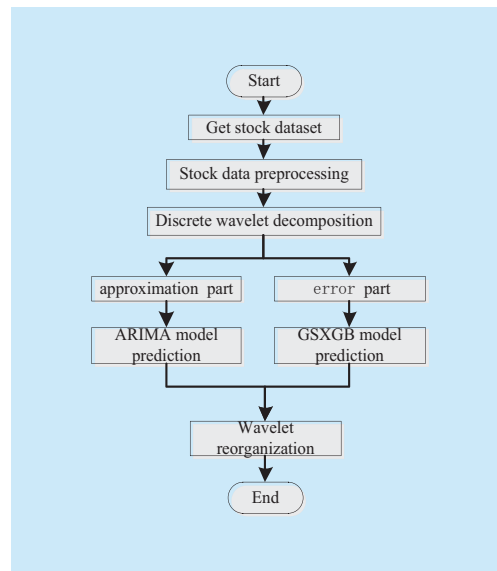 Start
Get stock dataset
Stock data preprocessing
Discrete wavelet decomposition
approximation part
error part
ARIMA model
prediction
GSXGB model
prediction
Wavelet
reorganization
End